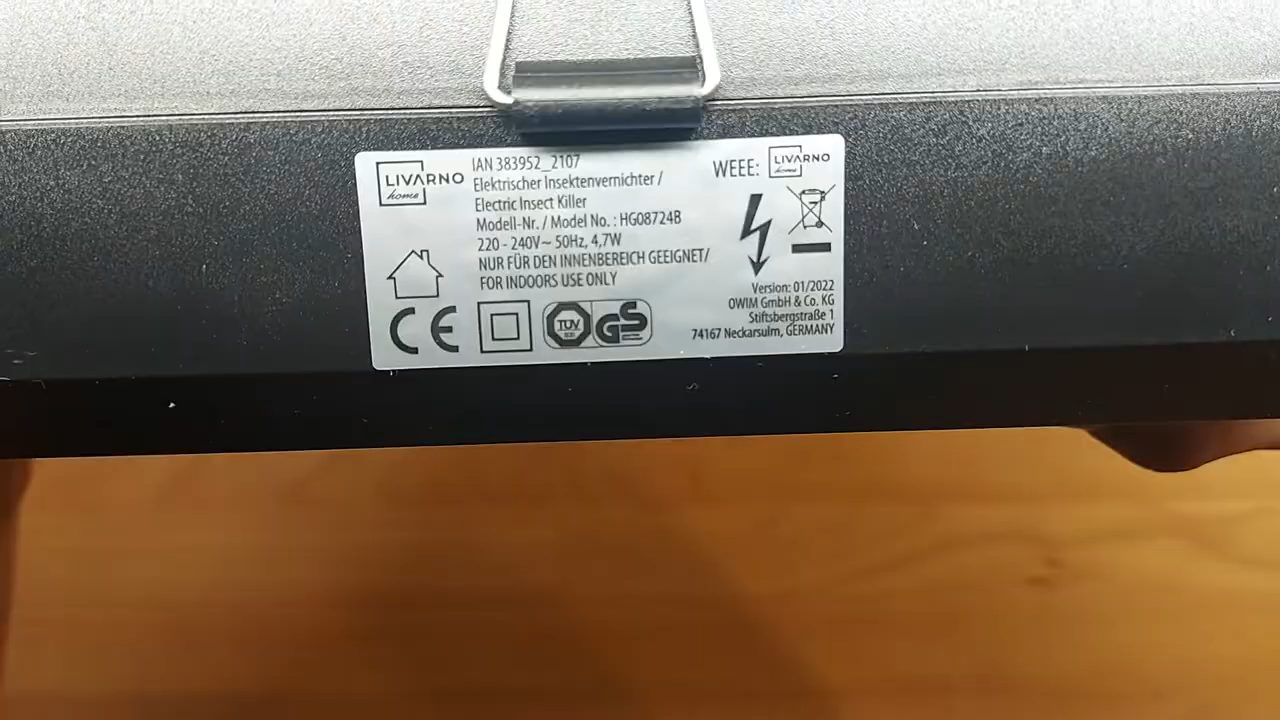 LIVARNO
home
IAN 383952_2107
Elektrischer Insektenvernichter /
Electric Insect Killer
Modell-Nr. / Model No. : HG08724B
220 - 240V~ 50Hz, 4,7W
NUR FÜR DEN INNENBEREICH GEEIGNET/
FOR INDOORS USE ONLY
CE
TÜV
GS
WEEE:
LIVARNO
home
Version: 01/2022
OWIM GmbH & Co. KG
Stiftsbergstraße 1
74167 Neckarsulm, GERMANY